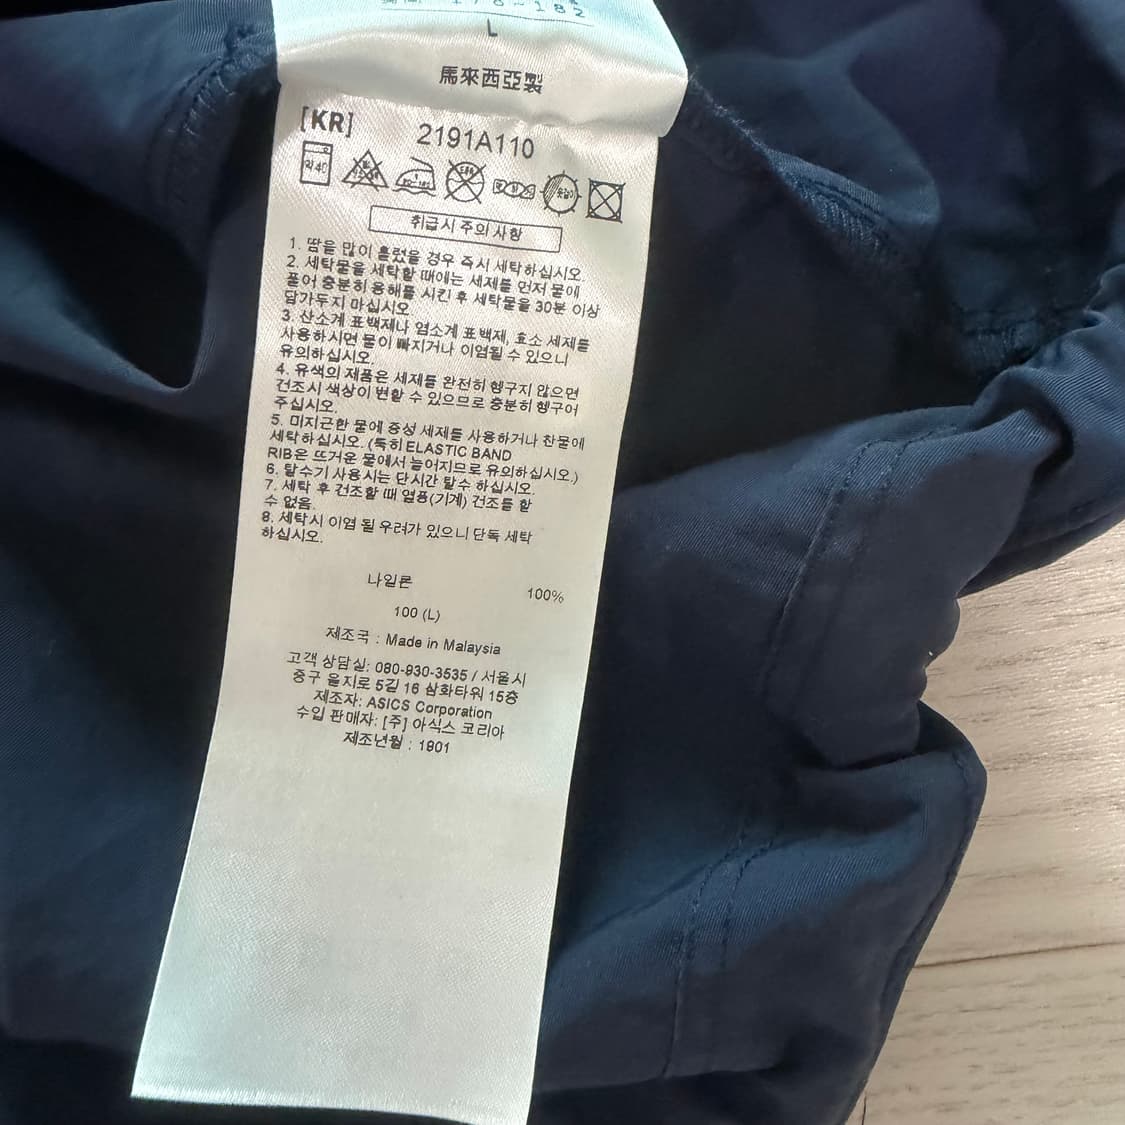 178-182
L
馬來西亞製
[KR] 2191A110
약 40
취급시 주의 사항
1. 땀을 많이 흘렸을 경우 즉시 세탁하십시오.
2. 세탁물을 세탁할 때에는 세제를 먼저 물에
풀어 충분히 용해를 시킨 후 세탁물을 30분 이상
담가두지 마십시오.
3. 산소계 표백제나 염소계 표백제, 효소 세제를
사용하시면 물이 빠지거나 이염될 수 있으니
유의하십시오.
4. 유색의 제품은 세제를 완전히 헹구지 않으면
건조시 색상이 변할 수 있으므로 충분히 헹구어
주십시오.
5. 미지근한 물에 중성 세제를 사용하거나 찬물에
세탁하십시오. (특히 ELASTIC BAND
RIB은 뜨거운 물에서 늘어지므로 유의하십시오.)
6. 탈수기 사용시는 단시간 탈수 하십시오.
7. 세탁 후 건조할 때 열풍(기계) 건조를 할
수 없음.
8. 세탁시 이염 될 우려가 있으니 단독 세탁
하십시오.
나일론 100%
100 (L)
제조국 : Made in Malaysia
고객 상담실: 080-930-3535 / 서울시
중구 을지로 5길 16 삼화타워 15층
제조자: ASICS Corporation
수입 판매자: [주] 아식스 코리아
제조년월 : 1801